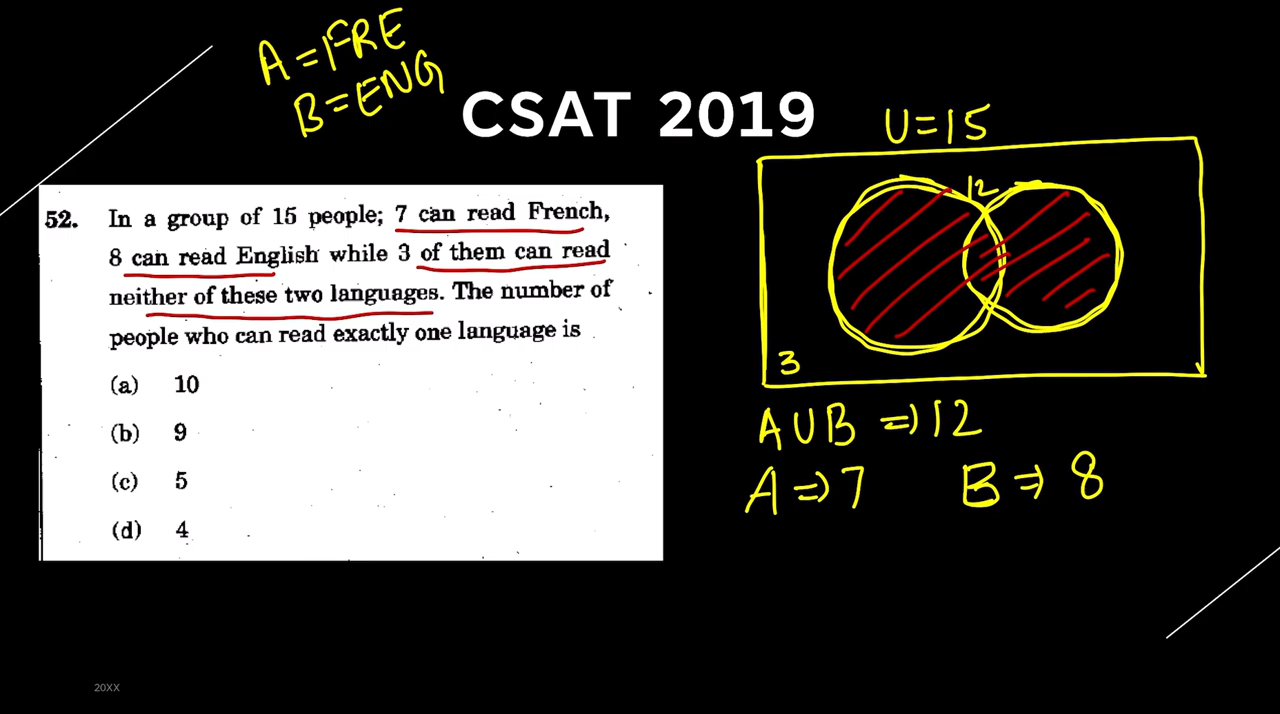 A = FRE
B = ENG
CSAT 2019
U = 15
52. In a group of 15 people; 7 can read French,
8 can read English while 3 of them can read
neither of these two languages. The number of
people who can read exactly one language is
(a) 10
(b) 9
(c) 5
(d) 4
12
3
A U B => 12
A => 7 B => 8
20XX